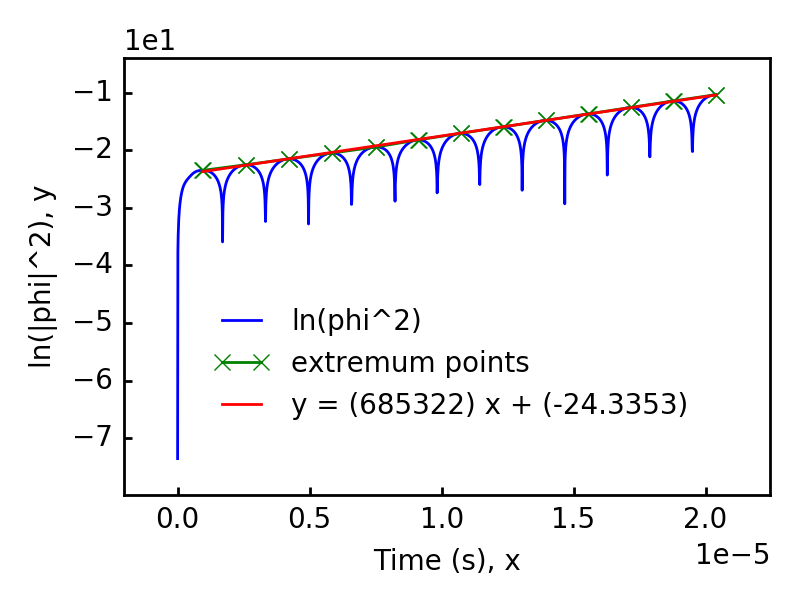 1e1
−1
−2
−3
−4
−5
−6
−7
ln(|phi|^2), y
ln(phi^2)
extremum points
y = (685322) x + (-24.3353)
0.0 0.5 1.0 1.5 2.0
1e−5
Time (s), x